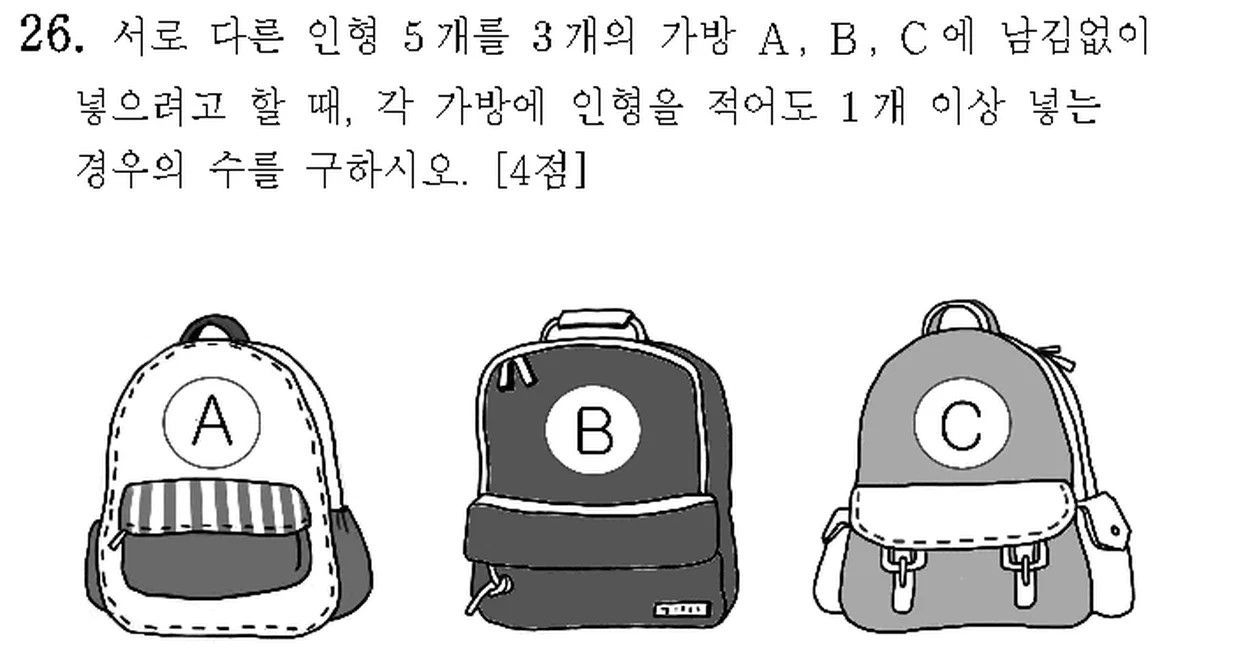 26. 서로 다른 인형 5개를 3개의 가방 A, B, C에 남김없이
넣으려고 할 때, 각 가방에 인형을 적어도 1개 이상 넣는
경우의 수를 구하시오. [4점]
A
B
C